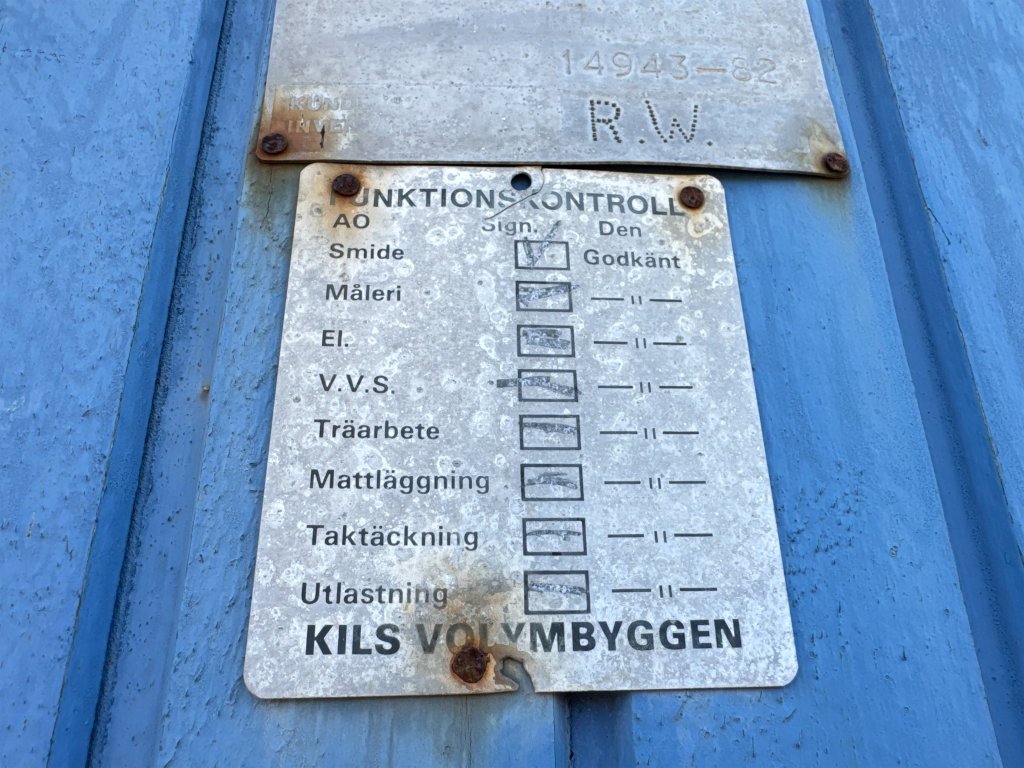 14943-82
R.W.
FUNKTIONSKONTROLL
AO Sign. Den
Smide Godkänt
Måleri — " —
El. — " —
V.V.S. — " —
Träarbete — " —
Mattläggning — " —
Taktäckning — " —
Utlastning — " —
KILS VOLYMBYGGEN